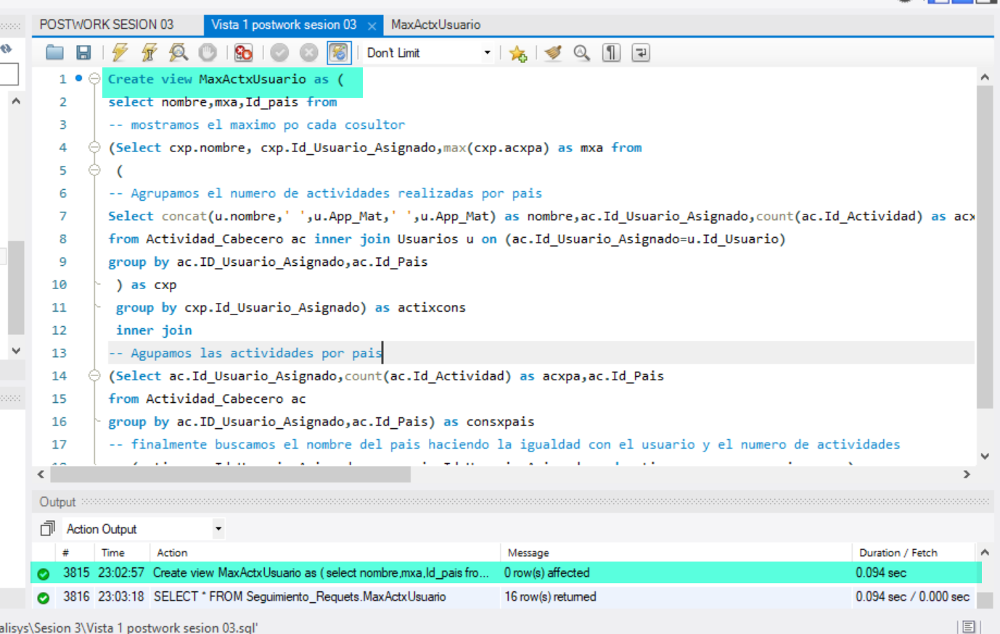 POSTWORK SESION 03 Vista 1 postwork sesion 03 × MaxActxUsuario
Don't Limit
1 Create view MaxActxUsuario as (
2 select nombre,mxa,Id_pais from
3 -- mostramos el maximo po cada cosultor
4 (Select cxp.nombre, cxp.Id_Usuario_Asignado,max(cxp.acxpa) as mxa from
5 (
6 -- Agrupamos el numero de actividades realizadas por pais
7 Select concat(u.nombre,' ',u.App_Mat,' ',u.App_Mat) as nombre,ac.Id_Usuario_Asignado,count(ac.Id_Actividad) as acx
8 from Actividad_Cabecero ac inner join Usuarios u on (ac.Id_Usuario_Asignado=u.Id_Usuario)
9 group by ac.ID_Usuario_Asignado,ac.Id_Pais
10 ) as cxp
11 group by cxp.Id_Usuario_Asignado) as actixcons
12 inner join
13 -- Agupamos las actividades por pais
14 (Select ac.Id_Usuario_Asignado,count(ac.Id_Actividad) as acxpa,ac.Id_Pais
15 from Actividad_Cabecero ac
16 group by ac.ID_Usuario_Asignado,ac.Id_Pais) as consxpais
17 -- finalmente buscamos el nombre del pais haciendo la igualdad con el usuario y el numero de actividades
Output
Action Output
# Time Action Message Duration / Fetch
3815 23:02:57 Create view MaxActxUsuario as ( select nombre,mxa,Id_pais fro... 0 row(s) affected 0.094 sec
3816 23:03:18 SELECT * FROM Seguimiento_Requets.MaxActxUsuario 16 row(s) returned 0.094 sec / 0.000 sec
alisys\Sesion 3\Vista 1 postwork sesion 03.sql'